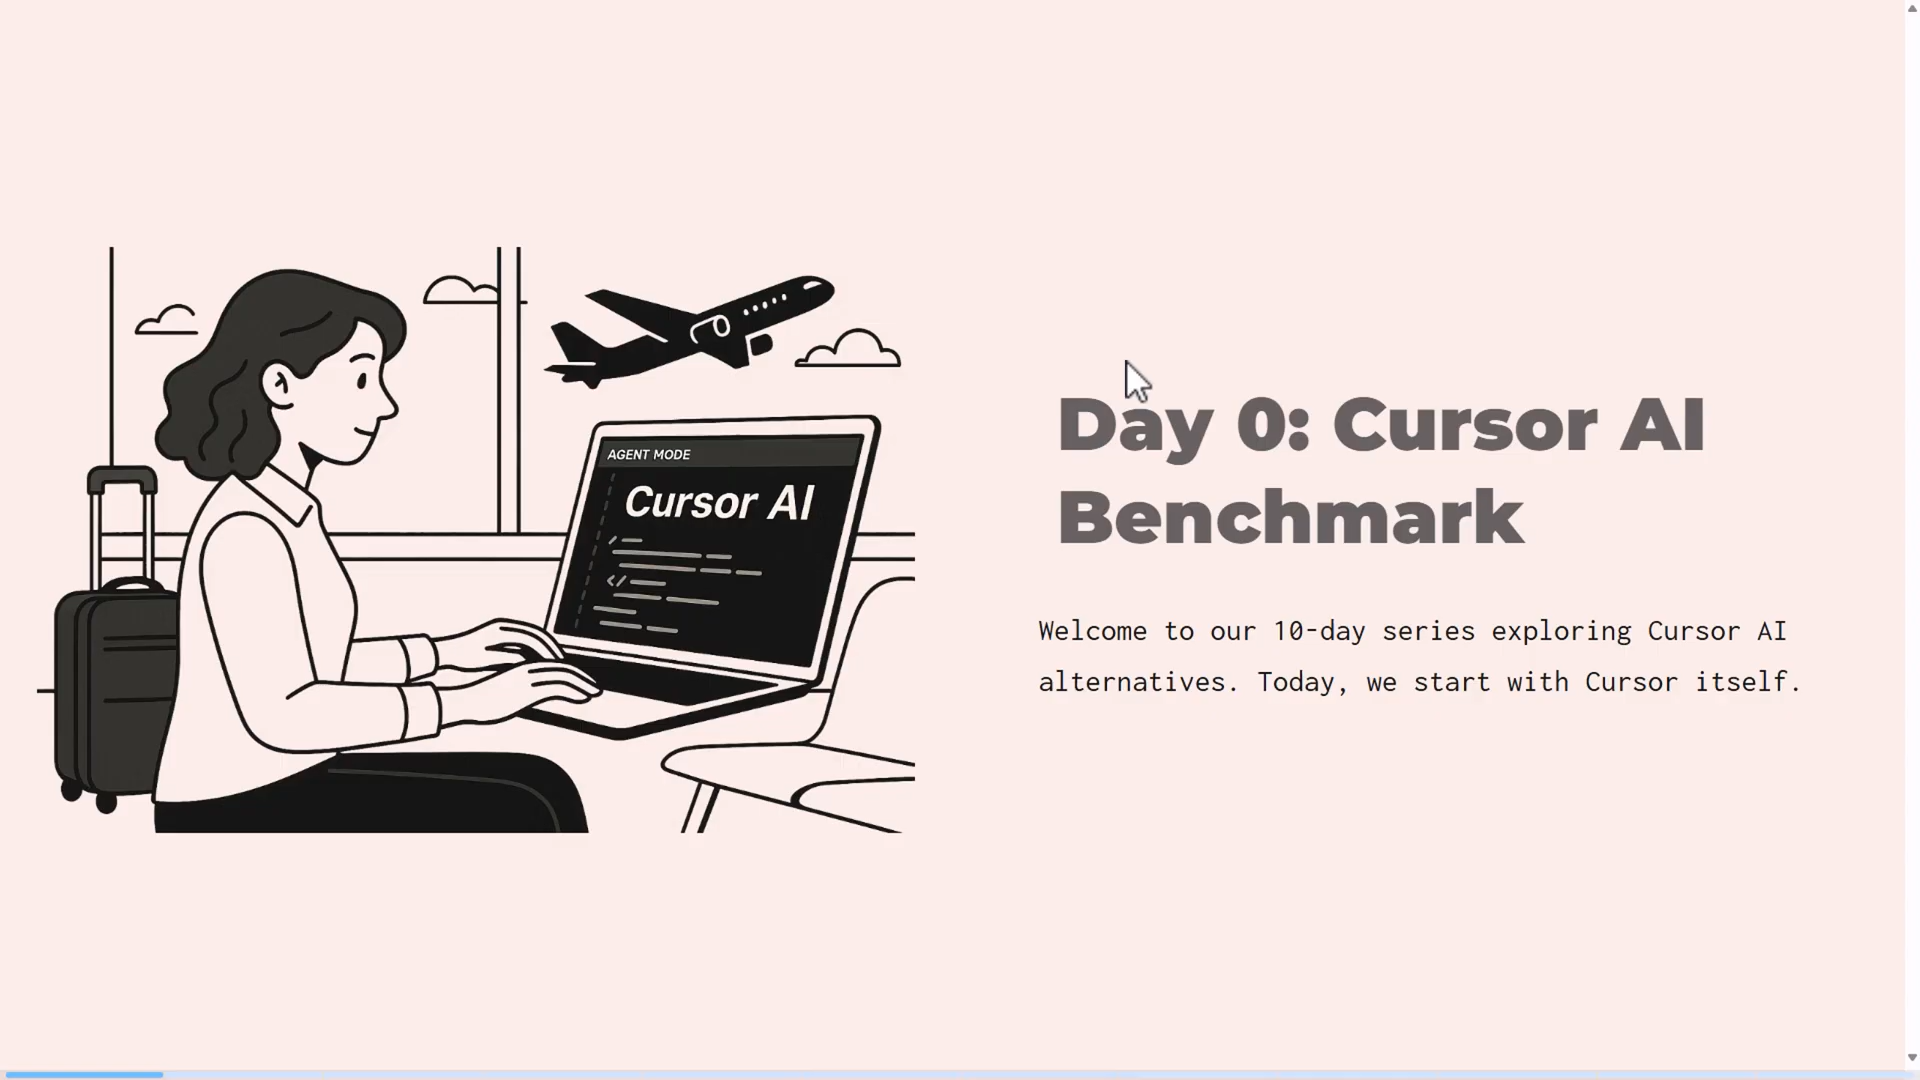 AGENT MODE
Cursor AI
</
Day 0: Cursor AI
Benchmark
Welcome to our 10-day series exploring Cursor AI
alternatives. Today, we start with Cursor itself.